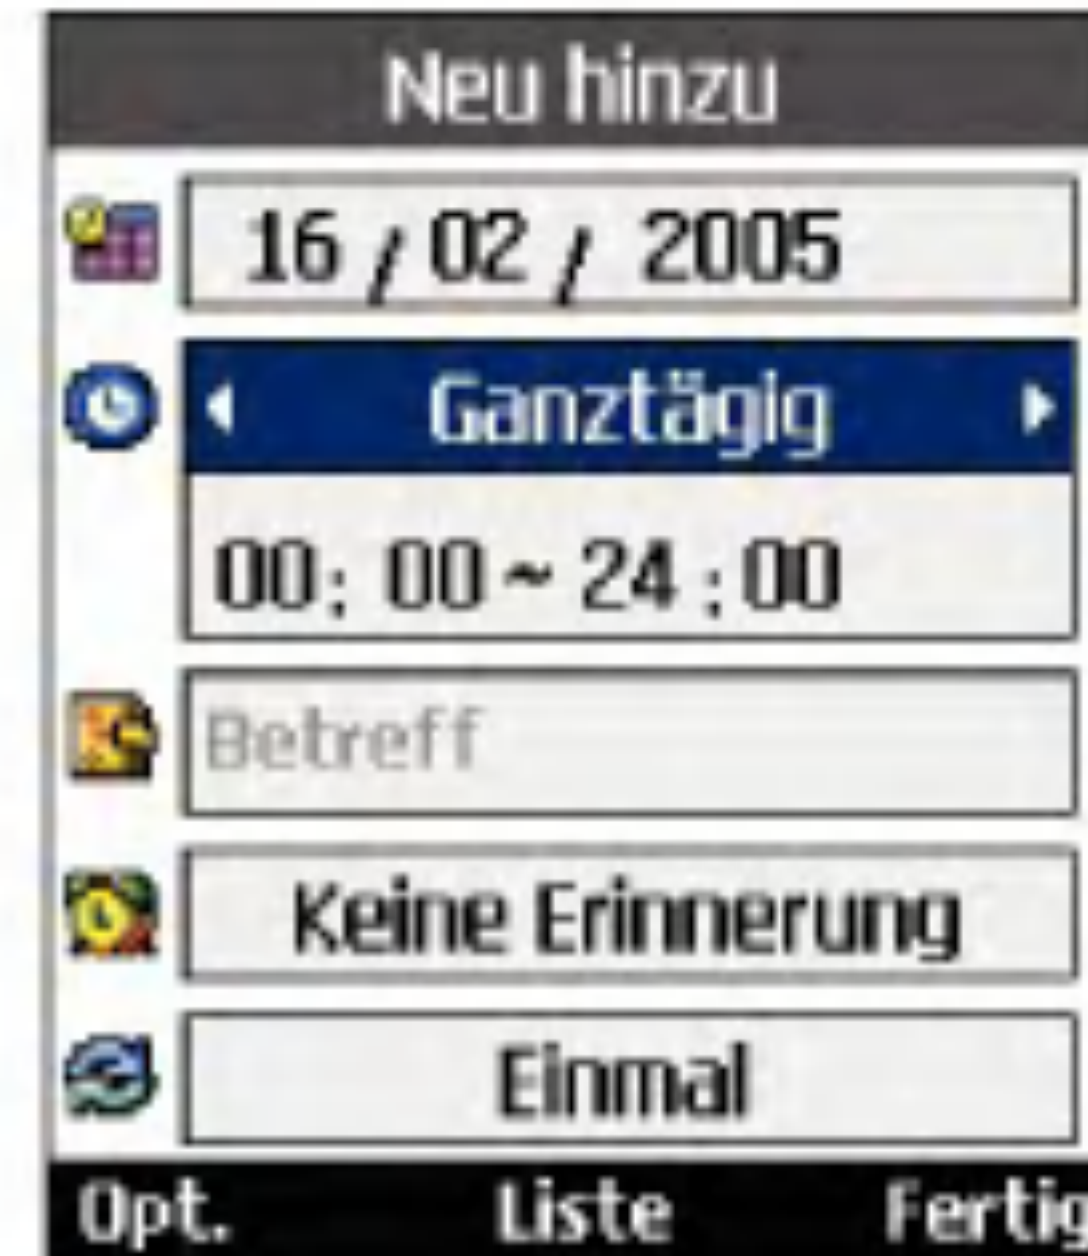 Neu hinzu
16 / 02 / 2005
Ganztägig
00: 00 ~ 24 : 00
Betreff
Keine Erinnerung
Einmal
Opt. Liste Fertig